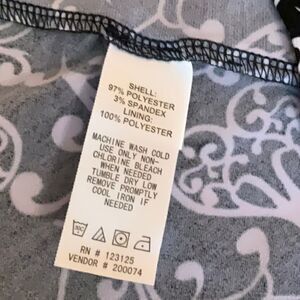 SHELL:
97% POLYESTER
3% SPANDEX
LINING:
100% POLYESTER
MACHINE WASH COLD
USE ONLY NON-
CHLORINE BLEACH
WHEN NEEDED
TUMBLE DRY LOW
REMOVE PROMPTLY
COOL IRON IF
NEEDED
RN # 123125
VENDOR # 200074